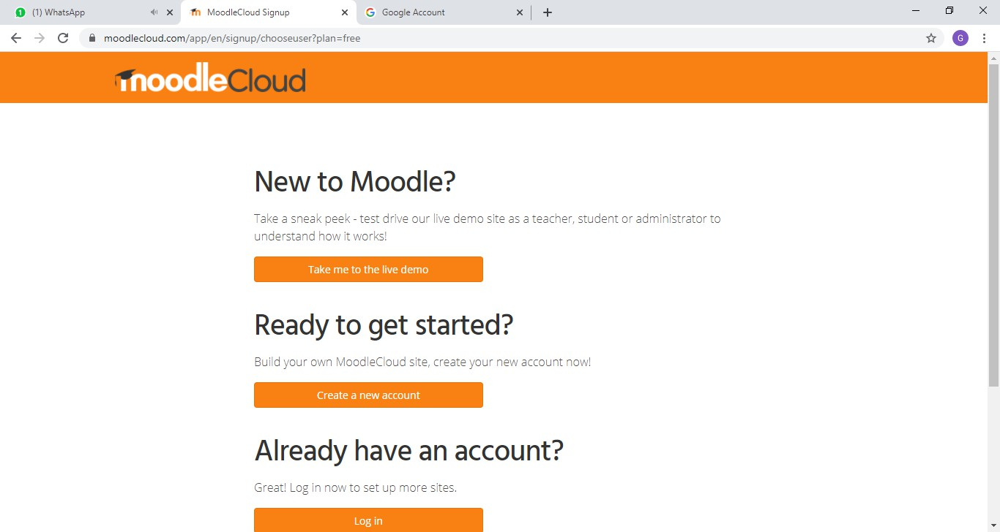 (1) WhatsApp
MoodleCloud Signup
Google Account
moodlecloud.com/app/en/signup/chooseuser?plan=free
G
moodleCloud
New to Moodle?
Take a sneak peek - test drive our live demo site as a teacher, student or administrator to
understand how it works!
Take me to the live demo
Ready to get started?
Build your own MoodleCloud site, create your new account now!
Create a new account
Already have an account?
Great! Log in now to set up more sites.
Log in